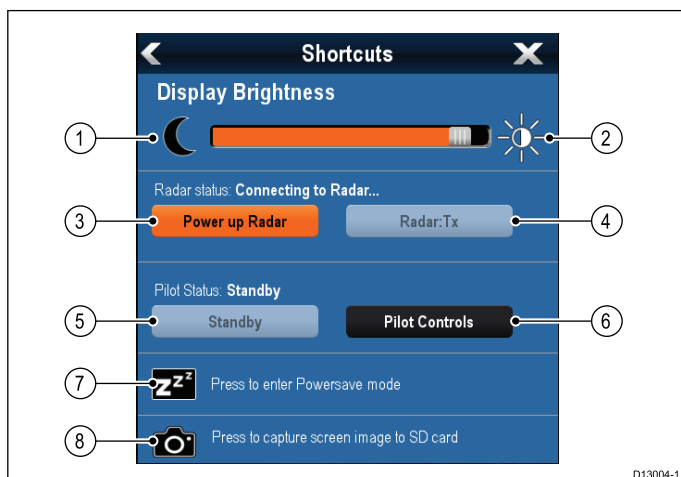 Shortcuts
Display Brightness
1
2
Radar status: Connecting to Radar...
3 Power up Radar Radar:Tx 4
Pilot Status: Standby
5 Standby Pilot Controls 6
7 zzz Press to enter Powersave mode
8 Press to capture screen image to SD card
D13004-1